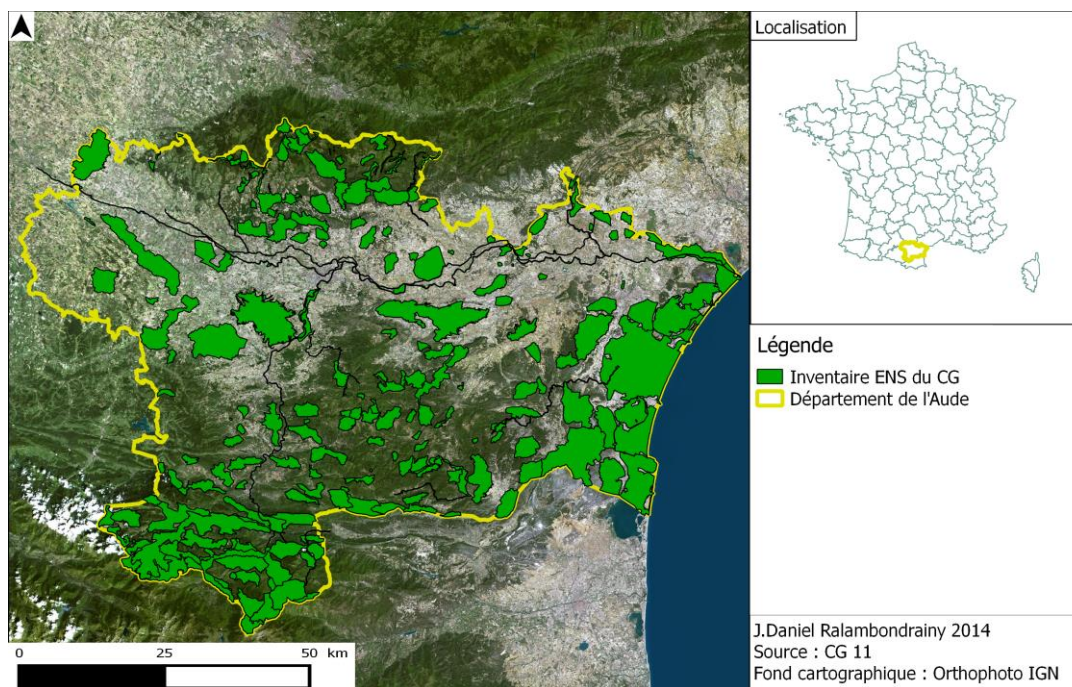 Localisation
Légende
Inventaire ENS du CG
Département de l'Aude
0 25 50 km
J.Daniel Ralambondrainy 2014
Source : CG 11
Fond cartographique : Orthophoto IGN